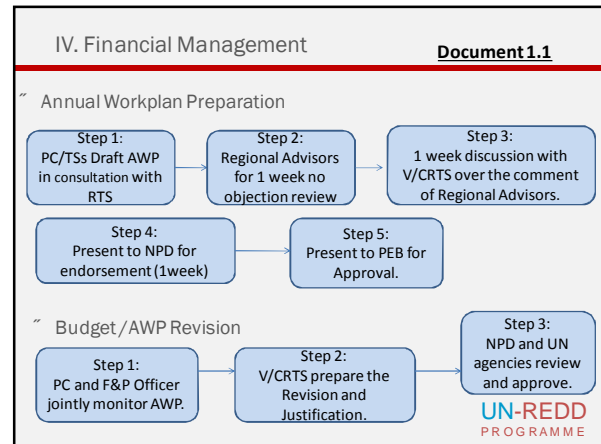 IV. Financial Management
Document 1.1
˝ Annual Workplan Preparation
Step 1:
PC/TSs Draft AWP
in consultation with
RTS
Step 2:
Regional Advisors
for 1 week no
objection review
Step 3:
1 week discussion with
V/CRTS over the comment
of Regional Advisors.
Step 4:
Present to NPD for
endorsement (1week)
Step 5:
Present to PEB for
Approval.
˝ Budget/AWP Revision
Step 1:
PC and F&P Officer
jointly monitor AWP.
Step 2:
V/CRTS prepare the
Revision and
Justification.
Step 3:
NPD and UN
agencies review
and approve.
UN-REDD
PROGRAMME